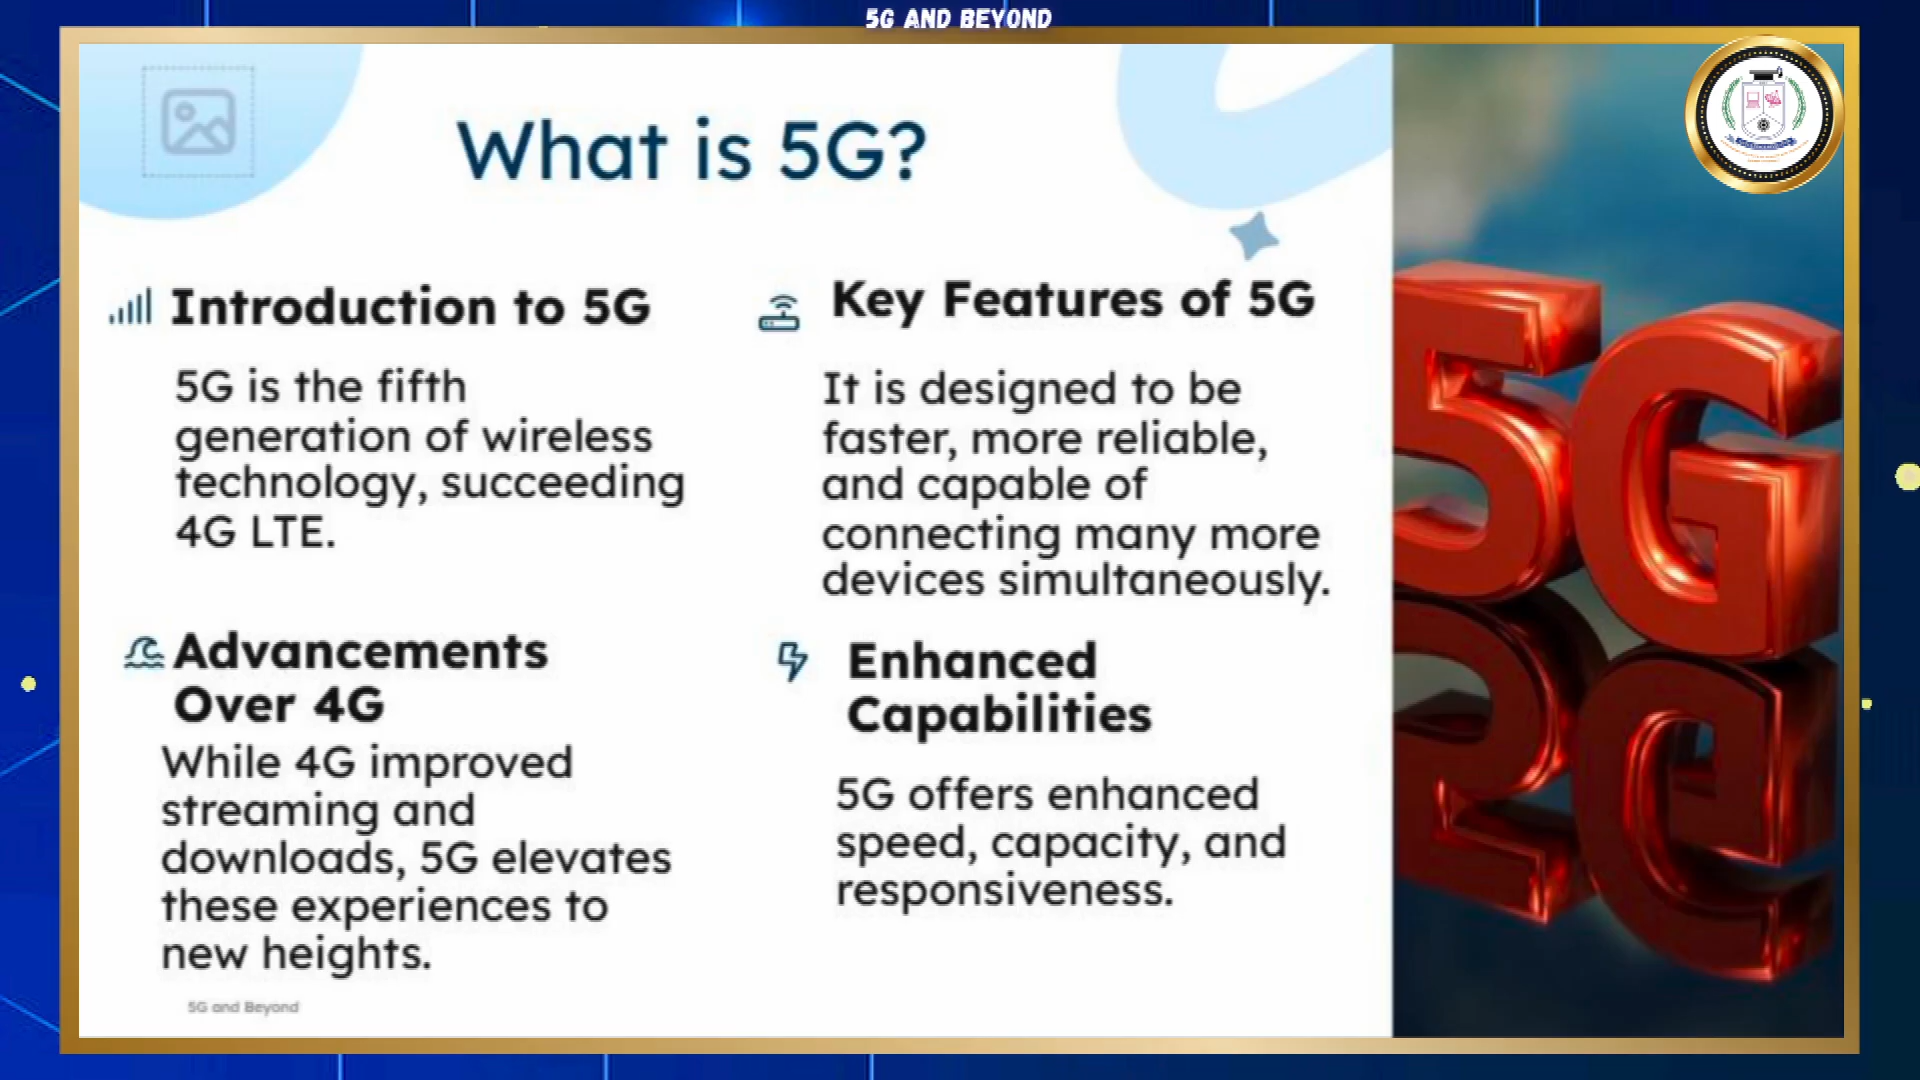 5G AND BEYOND
What is 5G?
Introduction to 5G
5G is the fifth
generation of wireless
technology, succeeding
4G LTE.
Key Features of 5G
It is designed to be
faster, more reliable,
and capable of
connecting many more
devices simultaneously.
Advancements
Over 4G
While 4G improved
streaming and
downloads, 5G elevates
these experiences to
new heights.
Enhanced
Capabilities
5G offers enhanced
speed, capacity, and
responsiveness.
5G and Beyond
5G